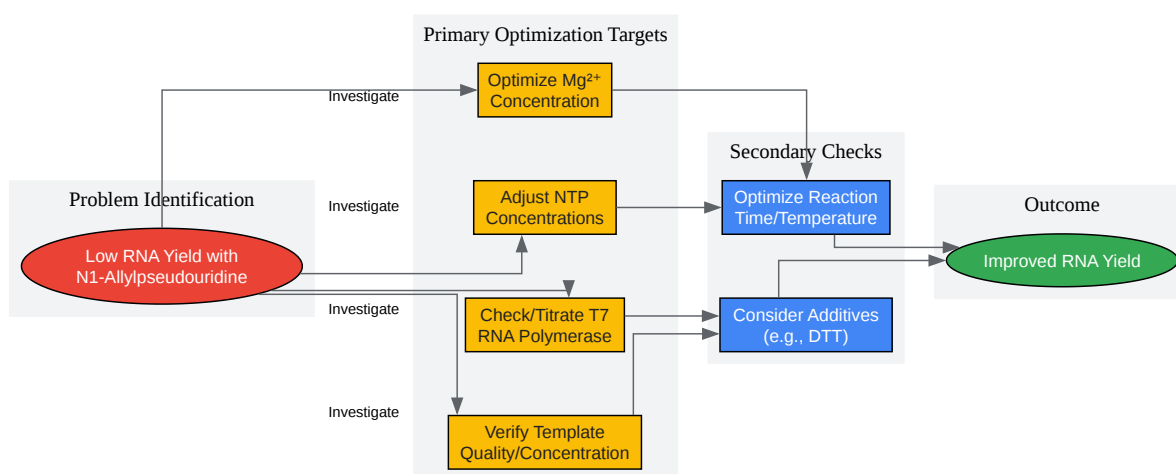 Primary Optimization Targets
Optimize Mg²⁺
Concentration
Investigate
Secondary Checks
Problem Identification
Adjust NTP
Concentrations
Investigate
Optimize Reaction
Time/Temperature
Outcome
Low RNA Yield with
N1-Allylpseudouridine
Improved RNA Yield
Investigate
Check/Titrate T7
RNA Polymerase
Consider Additives
(e.g., DTT)
Investigate
Verify Template
Quality/Concentration